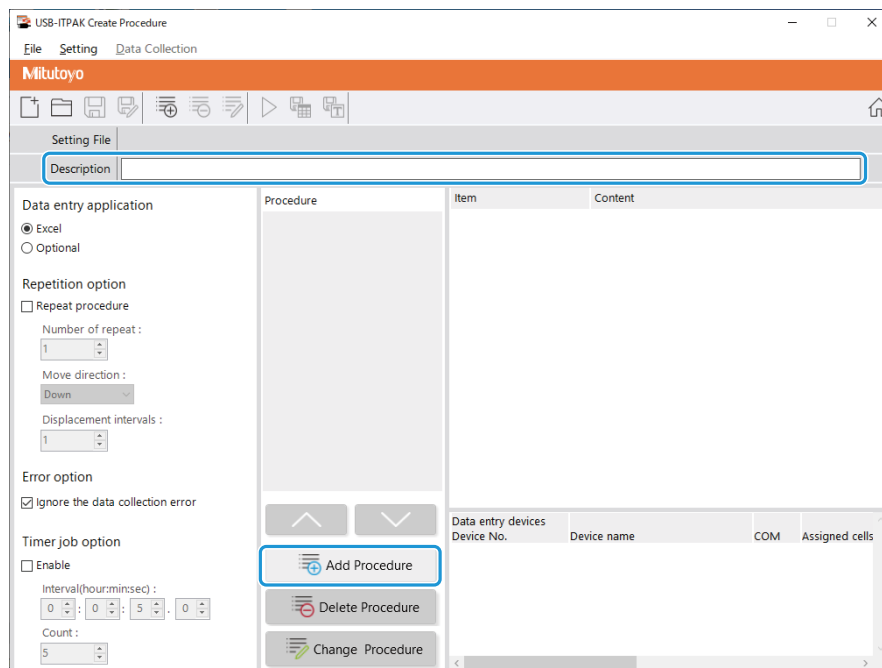 USB-ITPAK Create Procedure
File Setting Data Collection
Mitutoyo
Setting File
Description
Data entry application
Excel
Optional
Repetition option
Repeat procedure
Number of repeat :
1
Move direction :
Down
Displacement intervals :
1
Error option
Ignore the data collection error
Timer job option
Enable
Interval(hour:min:sec) :
0 : 0 : 5 . 0
Count :
5
Procedure
Add Procedure
Delete Procedure
Change Procedure
Item Content
Data entry devices
Device No. Device name COM Assigned cells